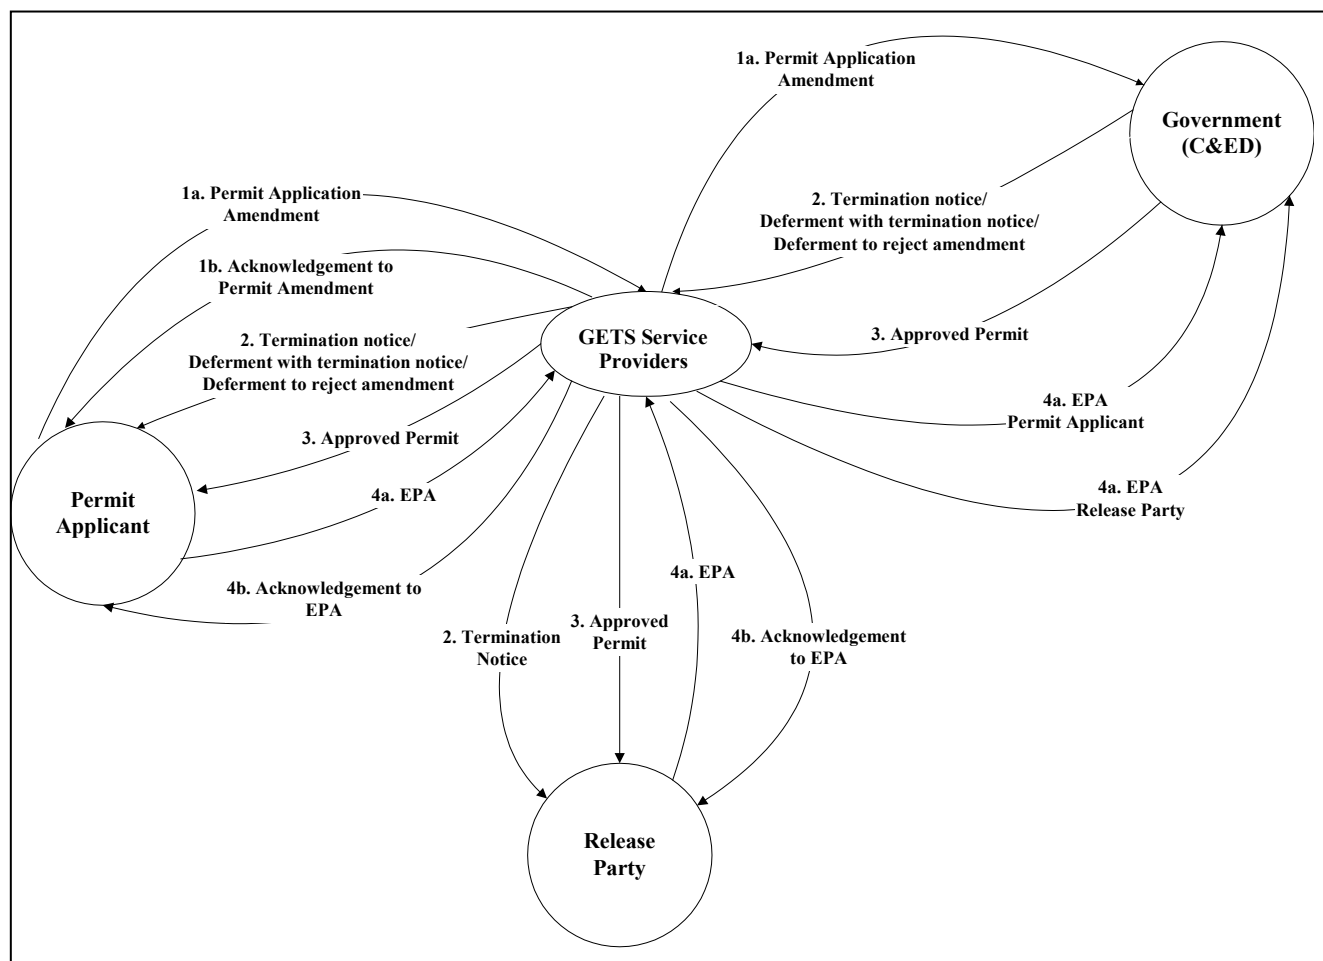 1a. Permit Application
Amendment
Government
(C&ED)
1a. Permit Application
Amendment
2. Termination notice/
Deferment with termination notice/
Deferment to reject amendment
1b. Acknowledgement to
Permit Amendment
2. Termination notice/
Deferment with termination notice/
Deferment to reject amendment
GETS Service
Providers
3. Approved Permit
4a. EPA
Permit Applicant
3. Approved Permit
4a. EPA
4a. EPA
Release Party
Permit
Applicant
4b. Acknowledgement to
EPA
4a. EPA
2. Termination
Notice
3. Approved
Permit
4b. Acknowledgement
to EPA
Release
Party